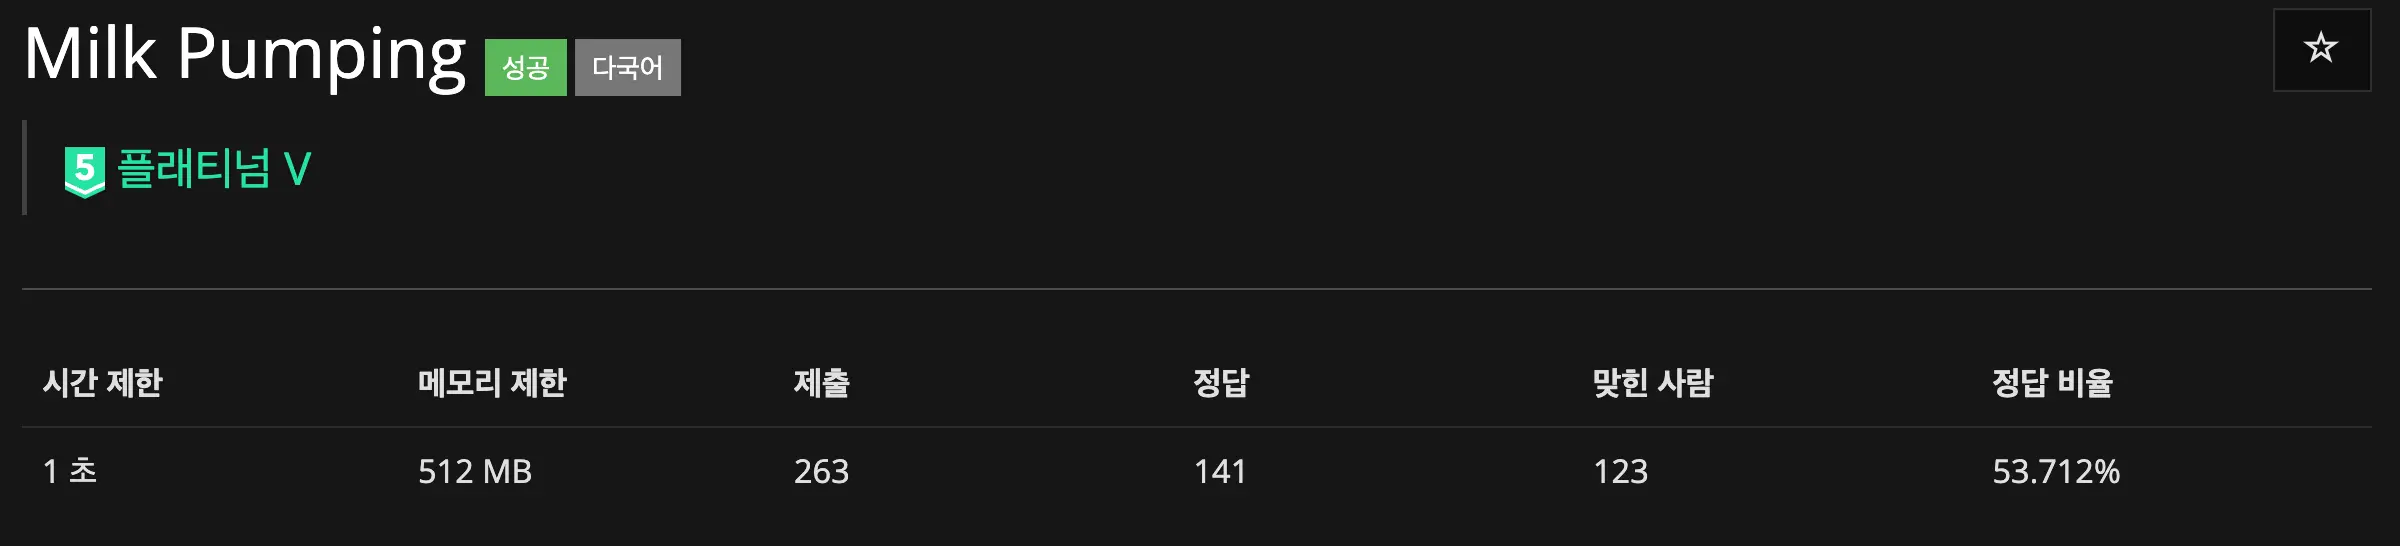 Milk Pumping 성공 다국어
5 플래티넘 V
시간 제한 메모리 제한 제출 정답 맞힌 사람 정답 비율
1 초 512 MB 263 141 123 53.712%